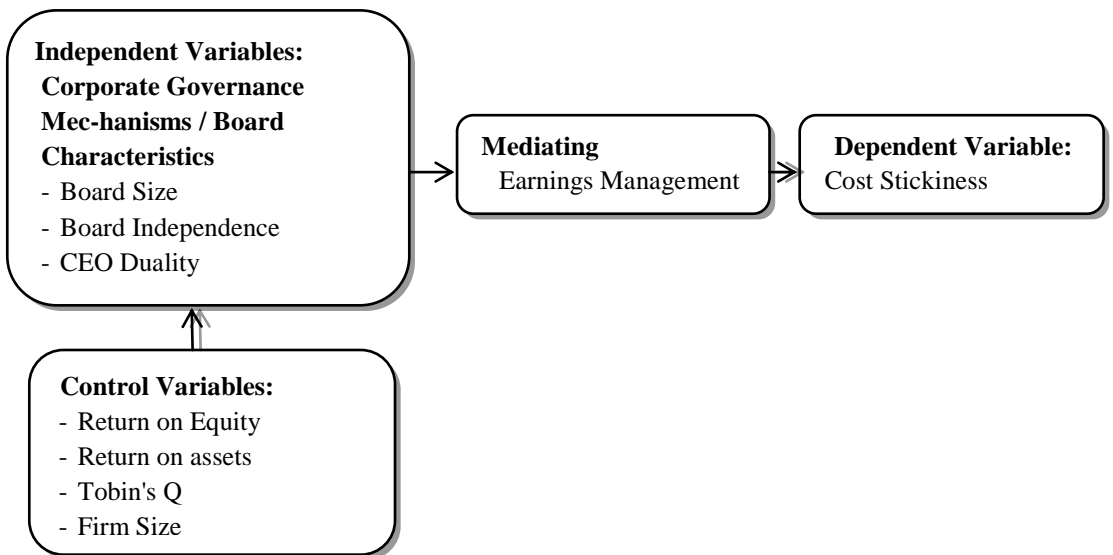 Independent Variables:
Corporate Governance
Mec-hanisms / Board
Characteristics
- Board Size
- Board Independence
- CEO Duality
Mediating
Earnings Management
Dependent Variable:
Cost Stickiness
Control Variables:
- Return on Equity
- Return on assets
- Tobin's Q
- Firm Size